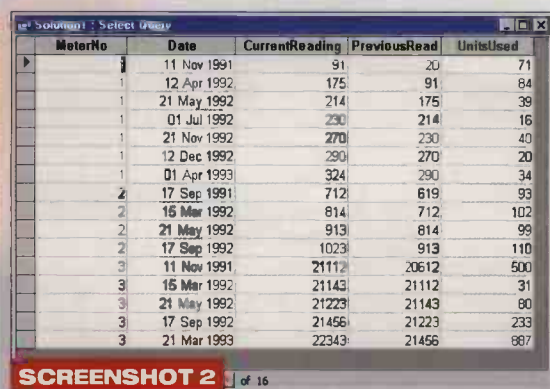 Solution1 : Select Query
MeterNo Date CurrentReading PreviousRead UnitsUsed
1 11 Nov 1991 91 20 71
1 12 Apr 1992 175 91 84
1 21 May 1992 214 175 39
1 01 Jul 1992 230 214 16
1 21 Nov 1992 270 230 40
1 12 Dec 1992 290 270 20
1 01 Apr 1993 324 290 34
2 17 Sep 1991 712 619 93
2 15 Mar 1992 814 712 102
2 21 May 1992 913 814 99
2 17 Sep 1992 1023 913 110
3 11 Nov 1991 21112 20612 500
3 15 Mar 1992 21143 21112 31
3 21 May 1992 21223 21143 80
3 17 Sep 1992 21456 21223 233
3 21 Mar 1993 22343 21456 887
SCREENSHOT 2 of 16